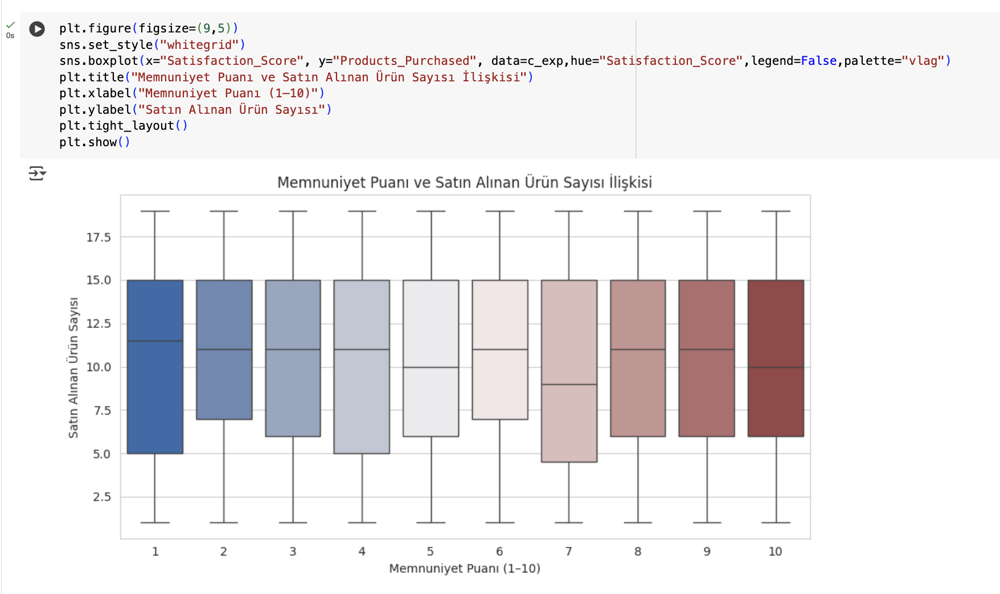 0s
plt.figure(figsize=(9,5))
sns.set_style("whitegrid")
sns.boxplot(x="Satisfaction_Score", y="Products_Purchased", data=c_exp,hue="Satisfaction_Score",legend=False,palette="vlag")
plt.title("Memnuniyet Puanı ve Satın Alınan Ürün Sayısı İlişkisi")
plt.xlabel("Memnuniyet Puanı (1–10)")
plt.ylabel("Satın Alınan Ürün Sayısı")
plt.tight_layout()
plt.show()
Memnuniyet Puanı ve Satın Alınan Ürün Sayısı İlişkisi
Satın Alınan Ürün Sayısı
17.5
15.0
12.5
10.0
7.5
5.0
2.5
1 2 3 4 5 6 7 8 9 10
Memnuniyet Puanı (1–10)